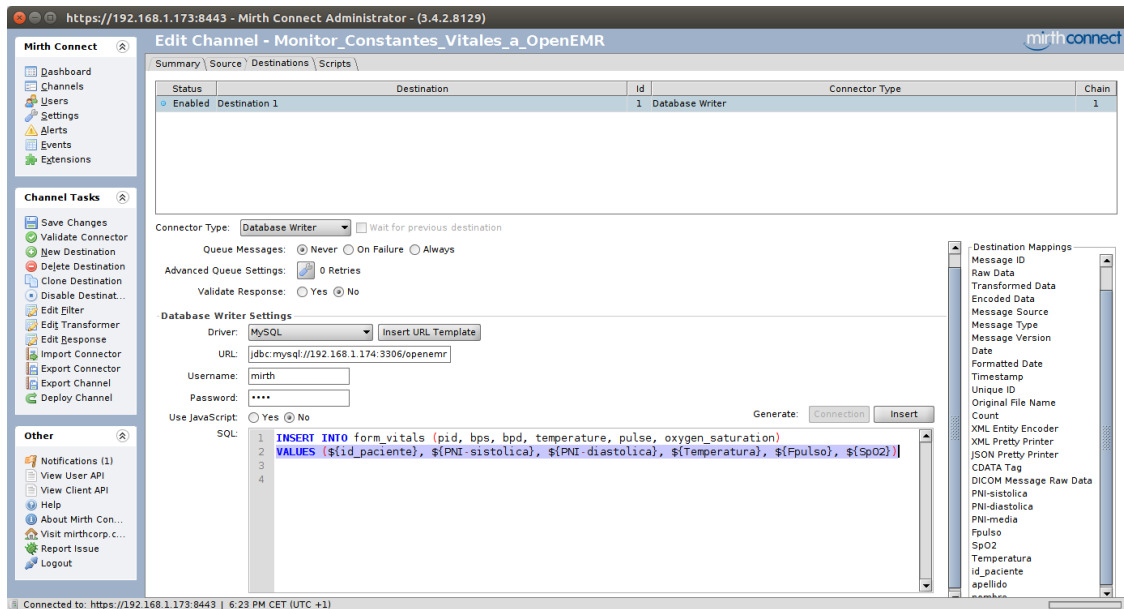 https://192.168.1.173:8443 - Mirth Connect Administrator - (3.4.2.8129)
Mirth Connect
Dashboard
Channels
Users
Settings
Alerts
Events
Extensions
Channel Tasks
Save Changes
Validate Connector
New Destination
Delete Destination
Clone Destination
Disable Destinat...
Edit Filter
Edit Transformer
Edit Response
Import Connector
Export Connector
Export Channel
Deploy Channel
Other
Notifications (1)
View User API
View Client API
Help
About Mirth Con...
Visit mirthcorp.c...
Report Issue
Logout
Edit Channel - Monitor_Constantes_Vitales_a_OpenEMR
mirthconnect
Summary Source Destinations Scripts
Status Destination Id Connector Type Chain
Enabled Destination 1 1 Database Writer 1
Connector Type: Database Writer Wait for previous destination
Queue Messages: Never On Failure Always
Advanced Queue Settings: 0 Retries
Validate Response: Yes No
Database Writer Settings
Driver: MySQL Insert URL Template
URL: jdbc:mysql://192.168.1.174:3306/openemr
Username: mirth
Password: ••••
Use JavaScript: Yes No Generate: Connection Insert
SQL:
1 INSERT INTO form_vitals (pid, bps, bpd, temperature, pulse, oxygen_saturation)
2 VALUES (${id_paciente}, ${PNI-sistolica}, ${PNI-diastolica}, ${Temperatura}, ${Fpulso}, ${SpO2})
3
4
Destination Mappings
Message ID
Raw Data
Transformed Data
Encoded Data
Message Source
Message Type
Message Version
Date
Formatted Date
Timestamp
Unique ID
Original File Name
Count
XML Entity Encoder
XML Pretty Printer
JSON Pretty Printer
CDATA Tag
DICOM Message Raw Data
PNI-sistolica
PNI-diastolica
PNI-media
Fpulso
SpO2
Temperatura
id_paciente
apellido
Connected to: https://192.168.1.173:8443 | 6:23 PM CET (UTC +1)